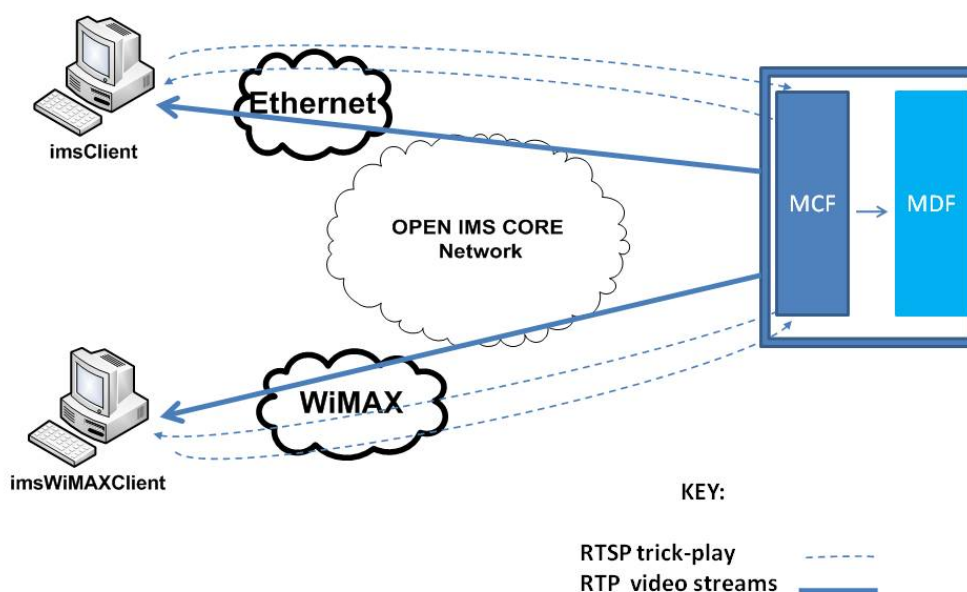 Ethernet
imsClient
MCF
MDF
OPEN IMS CORE
Network
WiMAX
imsWiMAXClient
KEY:
RTSP trick-play
RTP video streams